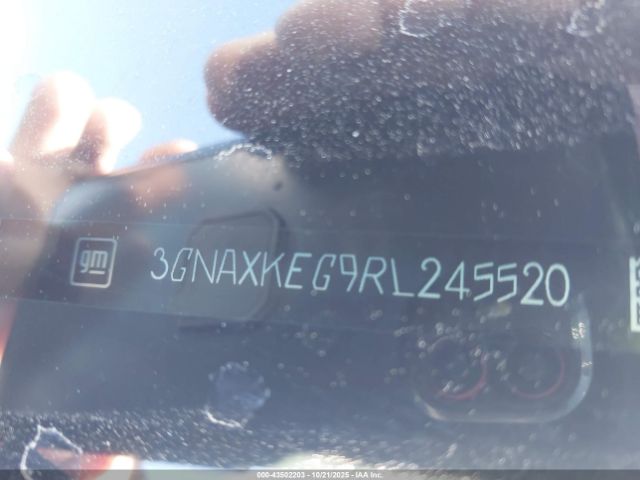 gm 3GNAXKEG9RL245520
000-43502203 - 10/21/2025 - IAA Inc.